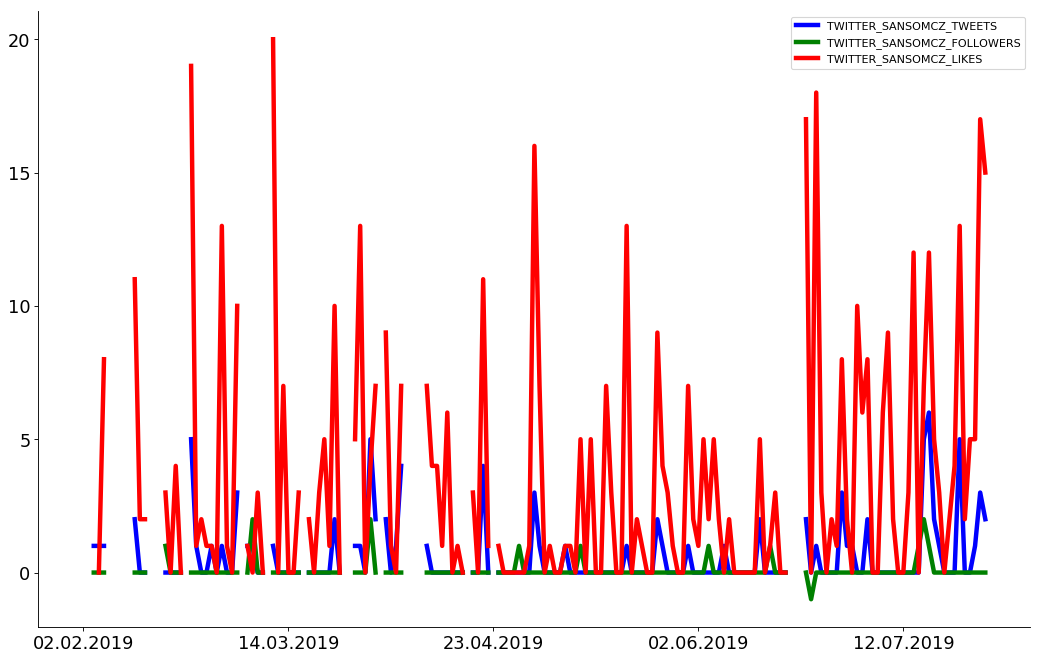 TWITTER_SANSOMCZ_TWEETS
TWITTER_SANSOMCZ_FOLLOWERS
TWITTER_SANSOMCZ_LIKES
20
15
10
5
0
02.02.2019 14.03.2019 23.04.2019 02.06.2019 12.07.2019